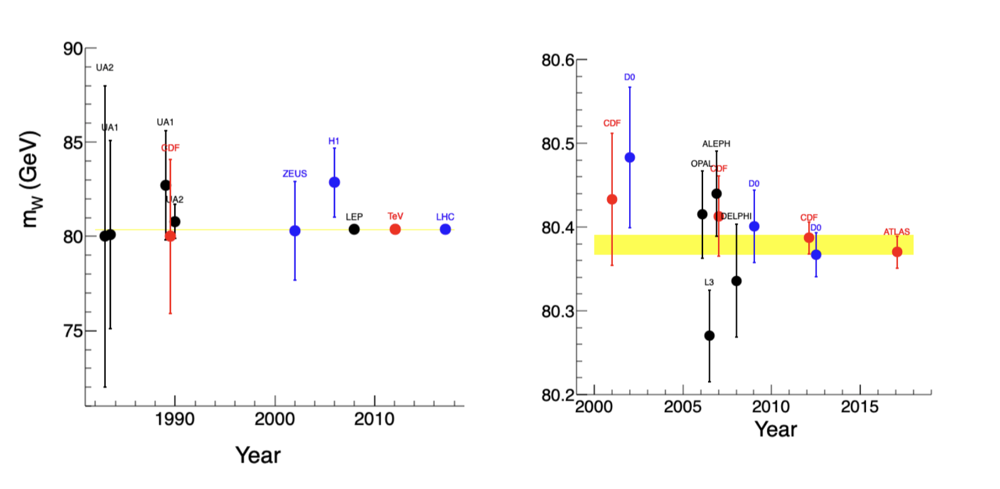 90
85
80
75
m_W (GeV)
UA2
UA1
UA1
CDF
UA2
ZEUS
H1
LEP
TeV
LHC
1990
2000
2010
Year
80.6
80.5
80.4
80.3
80.2
CDF
D0
OPAL
ALEPH
CDF
L3
DELPHI
D0
CDF
D0
ATLAS
2000
2005
2010
2015
Year